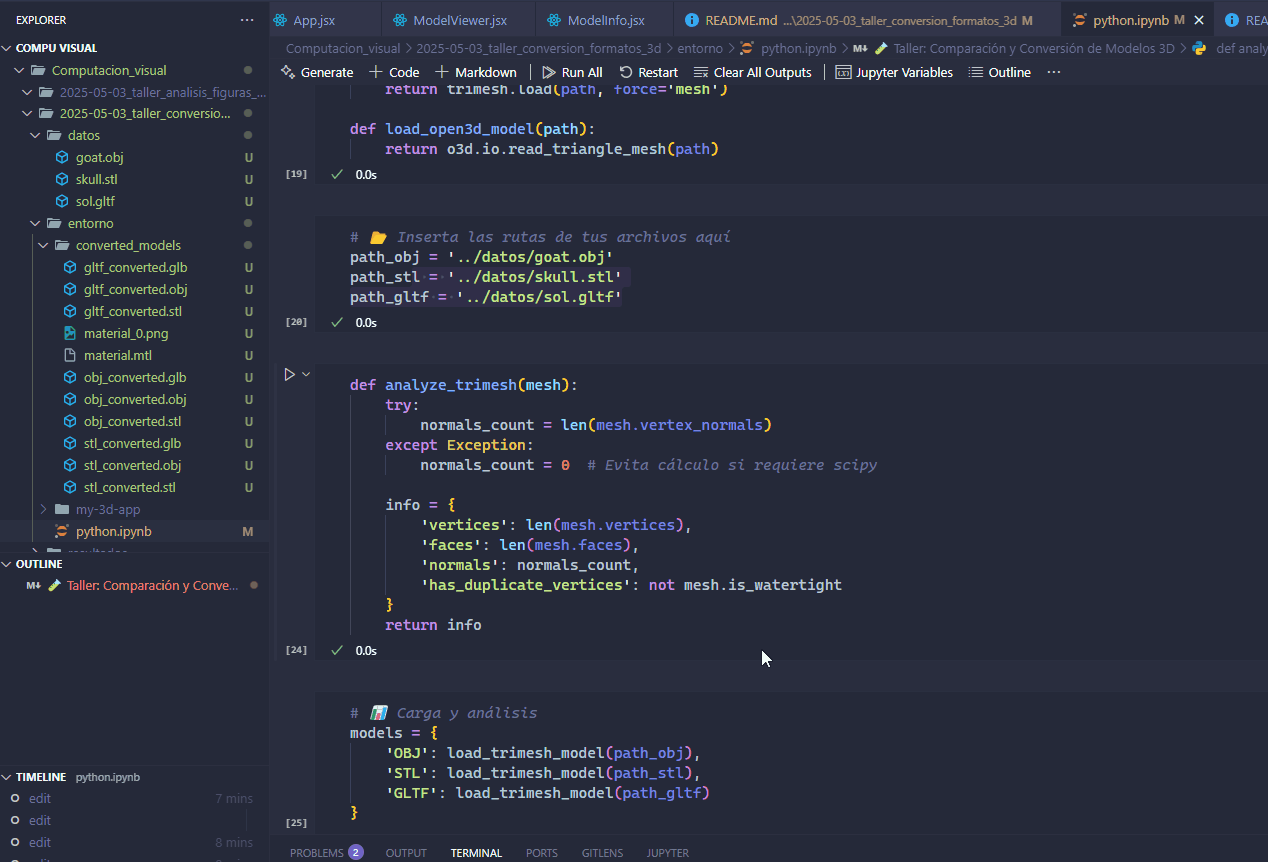 EXPLORER
App.jsx
ModelViewer.jsx
ModelInfo.jsx
README.md ...\2025-05-03_taller_conversion_formatos_3d M
python.ipynb M
REA
COMPU VISUAL
Computacion_visual
2025-05-03_taller_analisis_figuras_...
2025-05-03_taller_conversio...
datos
goat.obj U
skull.stl U
sol.gltf U
entorno
converted_models
gltf_converted.glb U
gltf_converted.obj U
gltf_converted.stl U
material_0.png U
material.mtl U
obj_converted.glb U
obj_converted.obj U
obj_converted.stl U
stl_converted.glb U
stl_converted.obj U
stl_converted.stl U
my-3d-app
python.ipynb M
OUTLINE
M↓ Taller: Comparación y Conve...
TIMELINE python.ipynb
edit 7 mins
edit
edit 8 mins
Computacion_visual > 2025-05-03_taller_conversion_formatos_3d > entorno > python.ipynb > M↓ Taller: Comparación y Conversión de Modelos 3D > def analy
Generate + Code + Markdown | Run All Restart Clear All Outputs | Jupyter Variables Outline ...
return trimesh.load(path, force='mesh')
def load_open3d_model(path):
return o3d.io.read_triangle_mesh(path)
[19] 0.0s
# 📂 Inserta las rutas de tus archivos aquí
path_obj = '../datos/goat.obj'
path_stl = '../datos/skull.stl'
path_gltf = '../datos/sol.gltf'
[20] 0.0s
def analyze_trimesh(mesh):
try:
normals_count = len(mesh.vertex_normals)
except Exception:
normals_count = 0 # Evita cálculo si requiere scipy
info = {
'vertices': len(mesh.vertices),
'faces': len(mesh.faces),
'normals': normals_count,
'has_duplicate_vertices': not mesh.is_watertight
}
return info
[24] 0.0s
# 📊 Carga y análisis
models = {
'OBJ': load_trimesh_model(path_obj),
'STL': load_trimesh_model(path_stl),
'GLTF': load_trimesh_model(path_gltf)
}
[25]
PROBLEMS 2 OUTPUT TERMINAL PORTS GITLENS JUPYTER